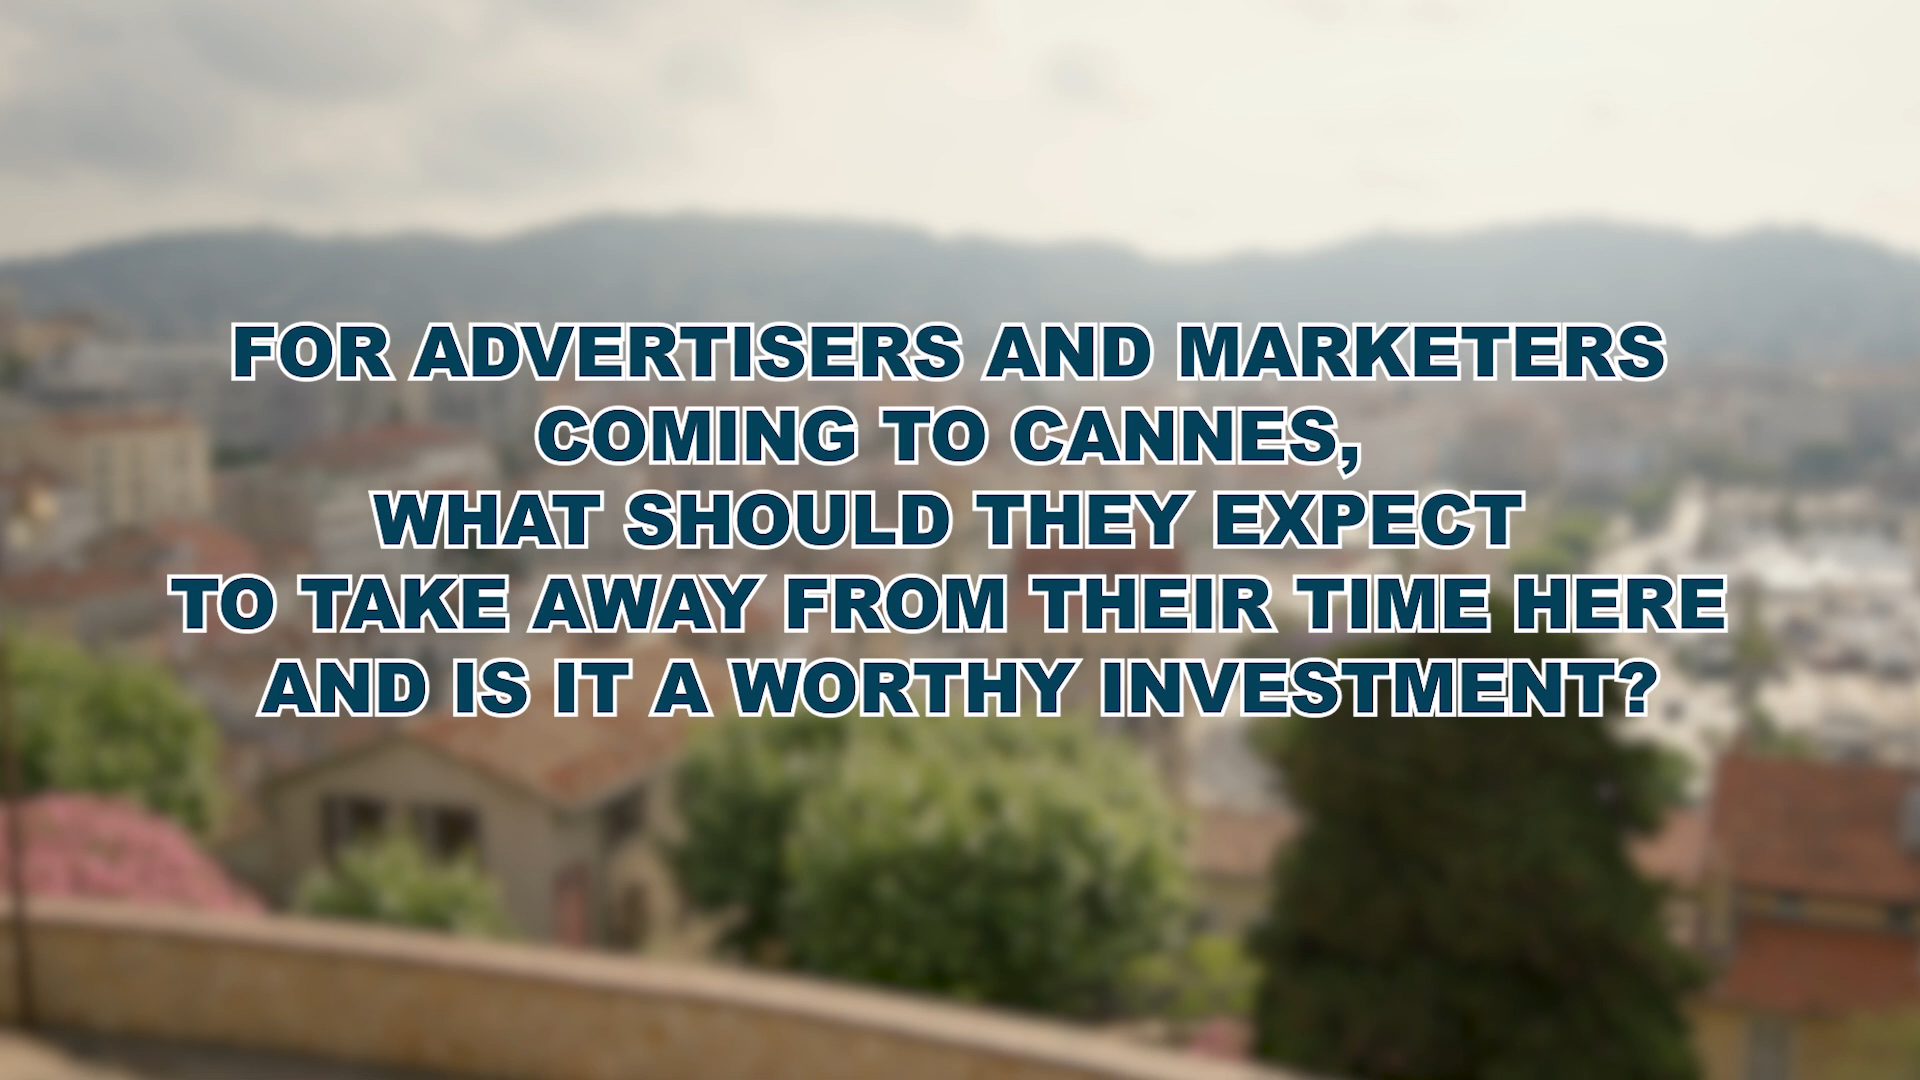 FOR ADVERTISERS AND MARKETERS
COMING TO CANNES,
WHAT SHOULD THEY EXPECT
TO TAKE AWAY FROM THEIR TIME HERE
AND IS IT A WORTHY INVESTMENT?